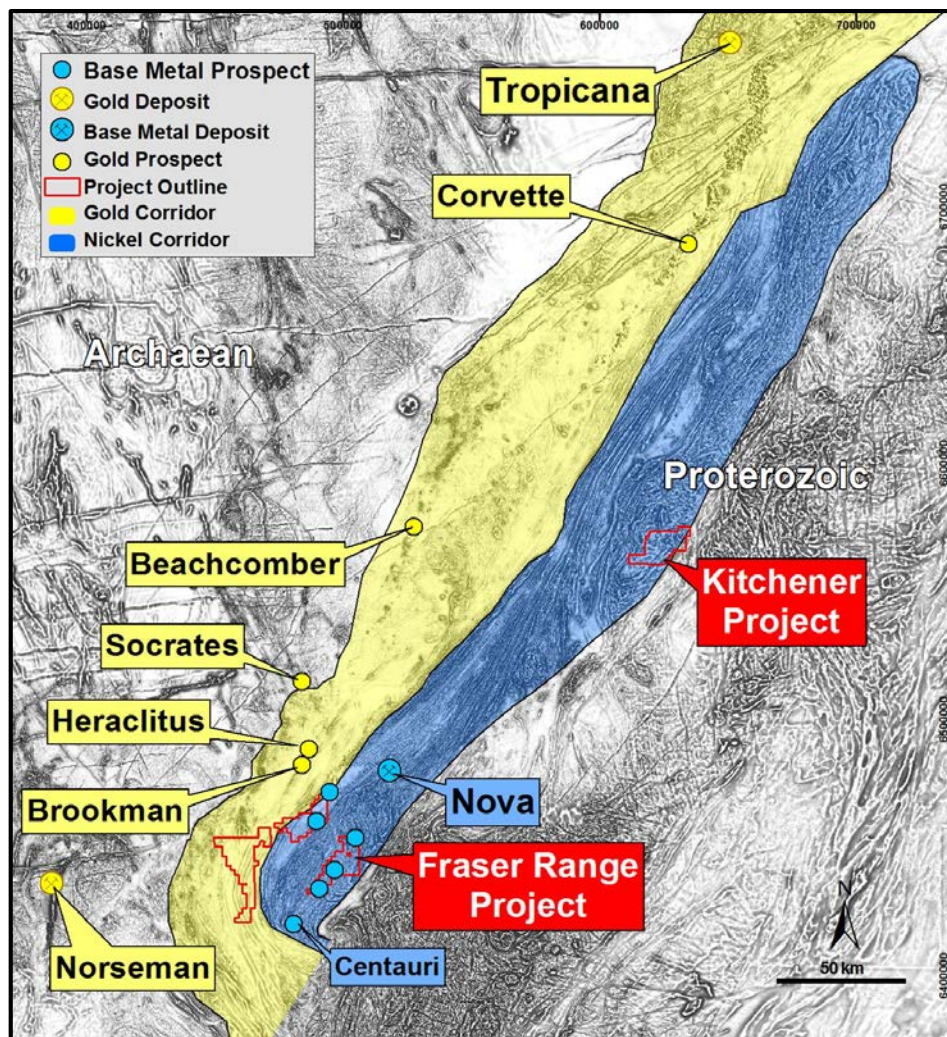 400000
500000
600000
700000
Base Metal Prospect
Gold Deposit
Base Metal Deposit
Gold Prospect
Project Outline
Gold Corridor
Nickel Corridor
Tropicana
Corvette
6700000
Archaean
Proterozoic
6600000
Beachcomber
Kitchener
Project
Socrates
Heraclitus
6500000
Brookman
Nova
Fraser Range
Project
Norseman
Centauri
N
50 km
6400000